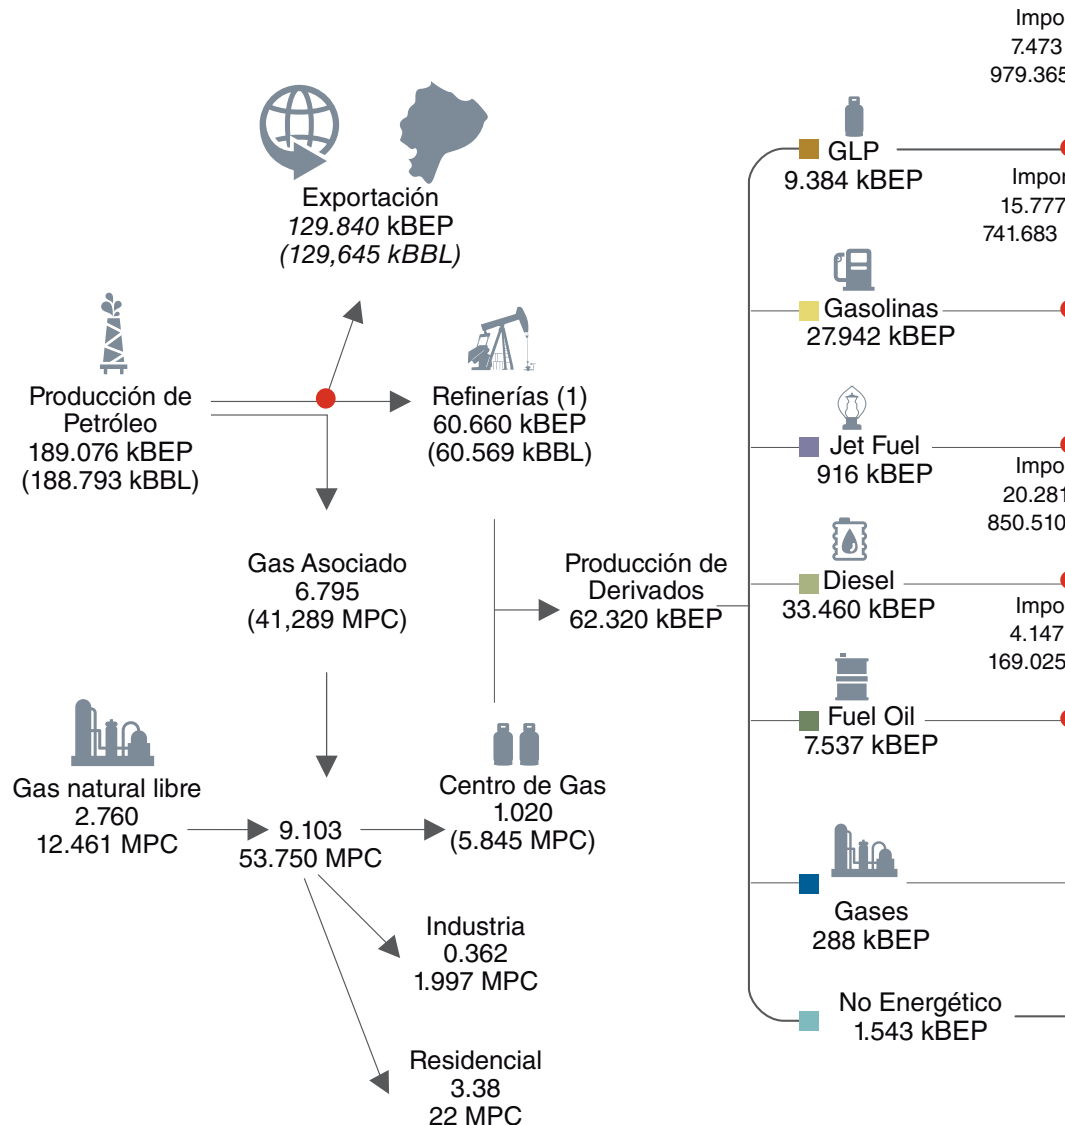 Impo
7.473
979.365
GLP
9.384 kBEP
Impor
15.777
741.683
Exportación
129.840 kBEP
(129,645 kBBL)
Gasolinas
27.942 kBEP
Producción de
Petróleo
189.076 kBEP
(188.793 kBBL)
Refinerías (1)
60.660 kBEP
(60.569 kBBL)
Jet Fuel
916 kBEP
Impo
20.281
850.510
Gas Asociado
6.795
(41,289 MPC)
Producción de
Derivados
62.320 kBEP
Diesel
33.460 kBEP
Impo
4.147
169.025
Fuel Oil
7.537 kBEP
Gas natural libre
2.760
12.461 MPC
9.103
53.750 MPC
Centro de Gas
1.020
(5.845 MPC)
Gases
288 kBEP
Industria
0.362
1.997 MPC
No Energético
1.543 kBEP
Residencial
3.38
22 MPC